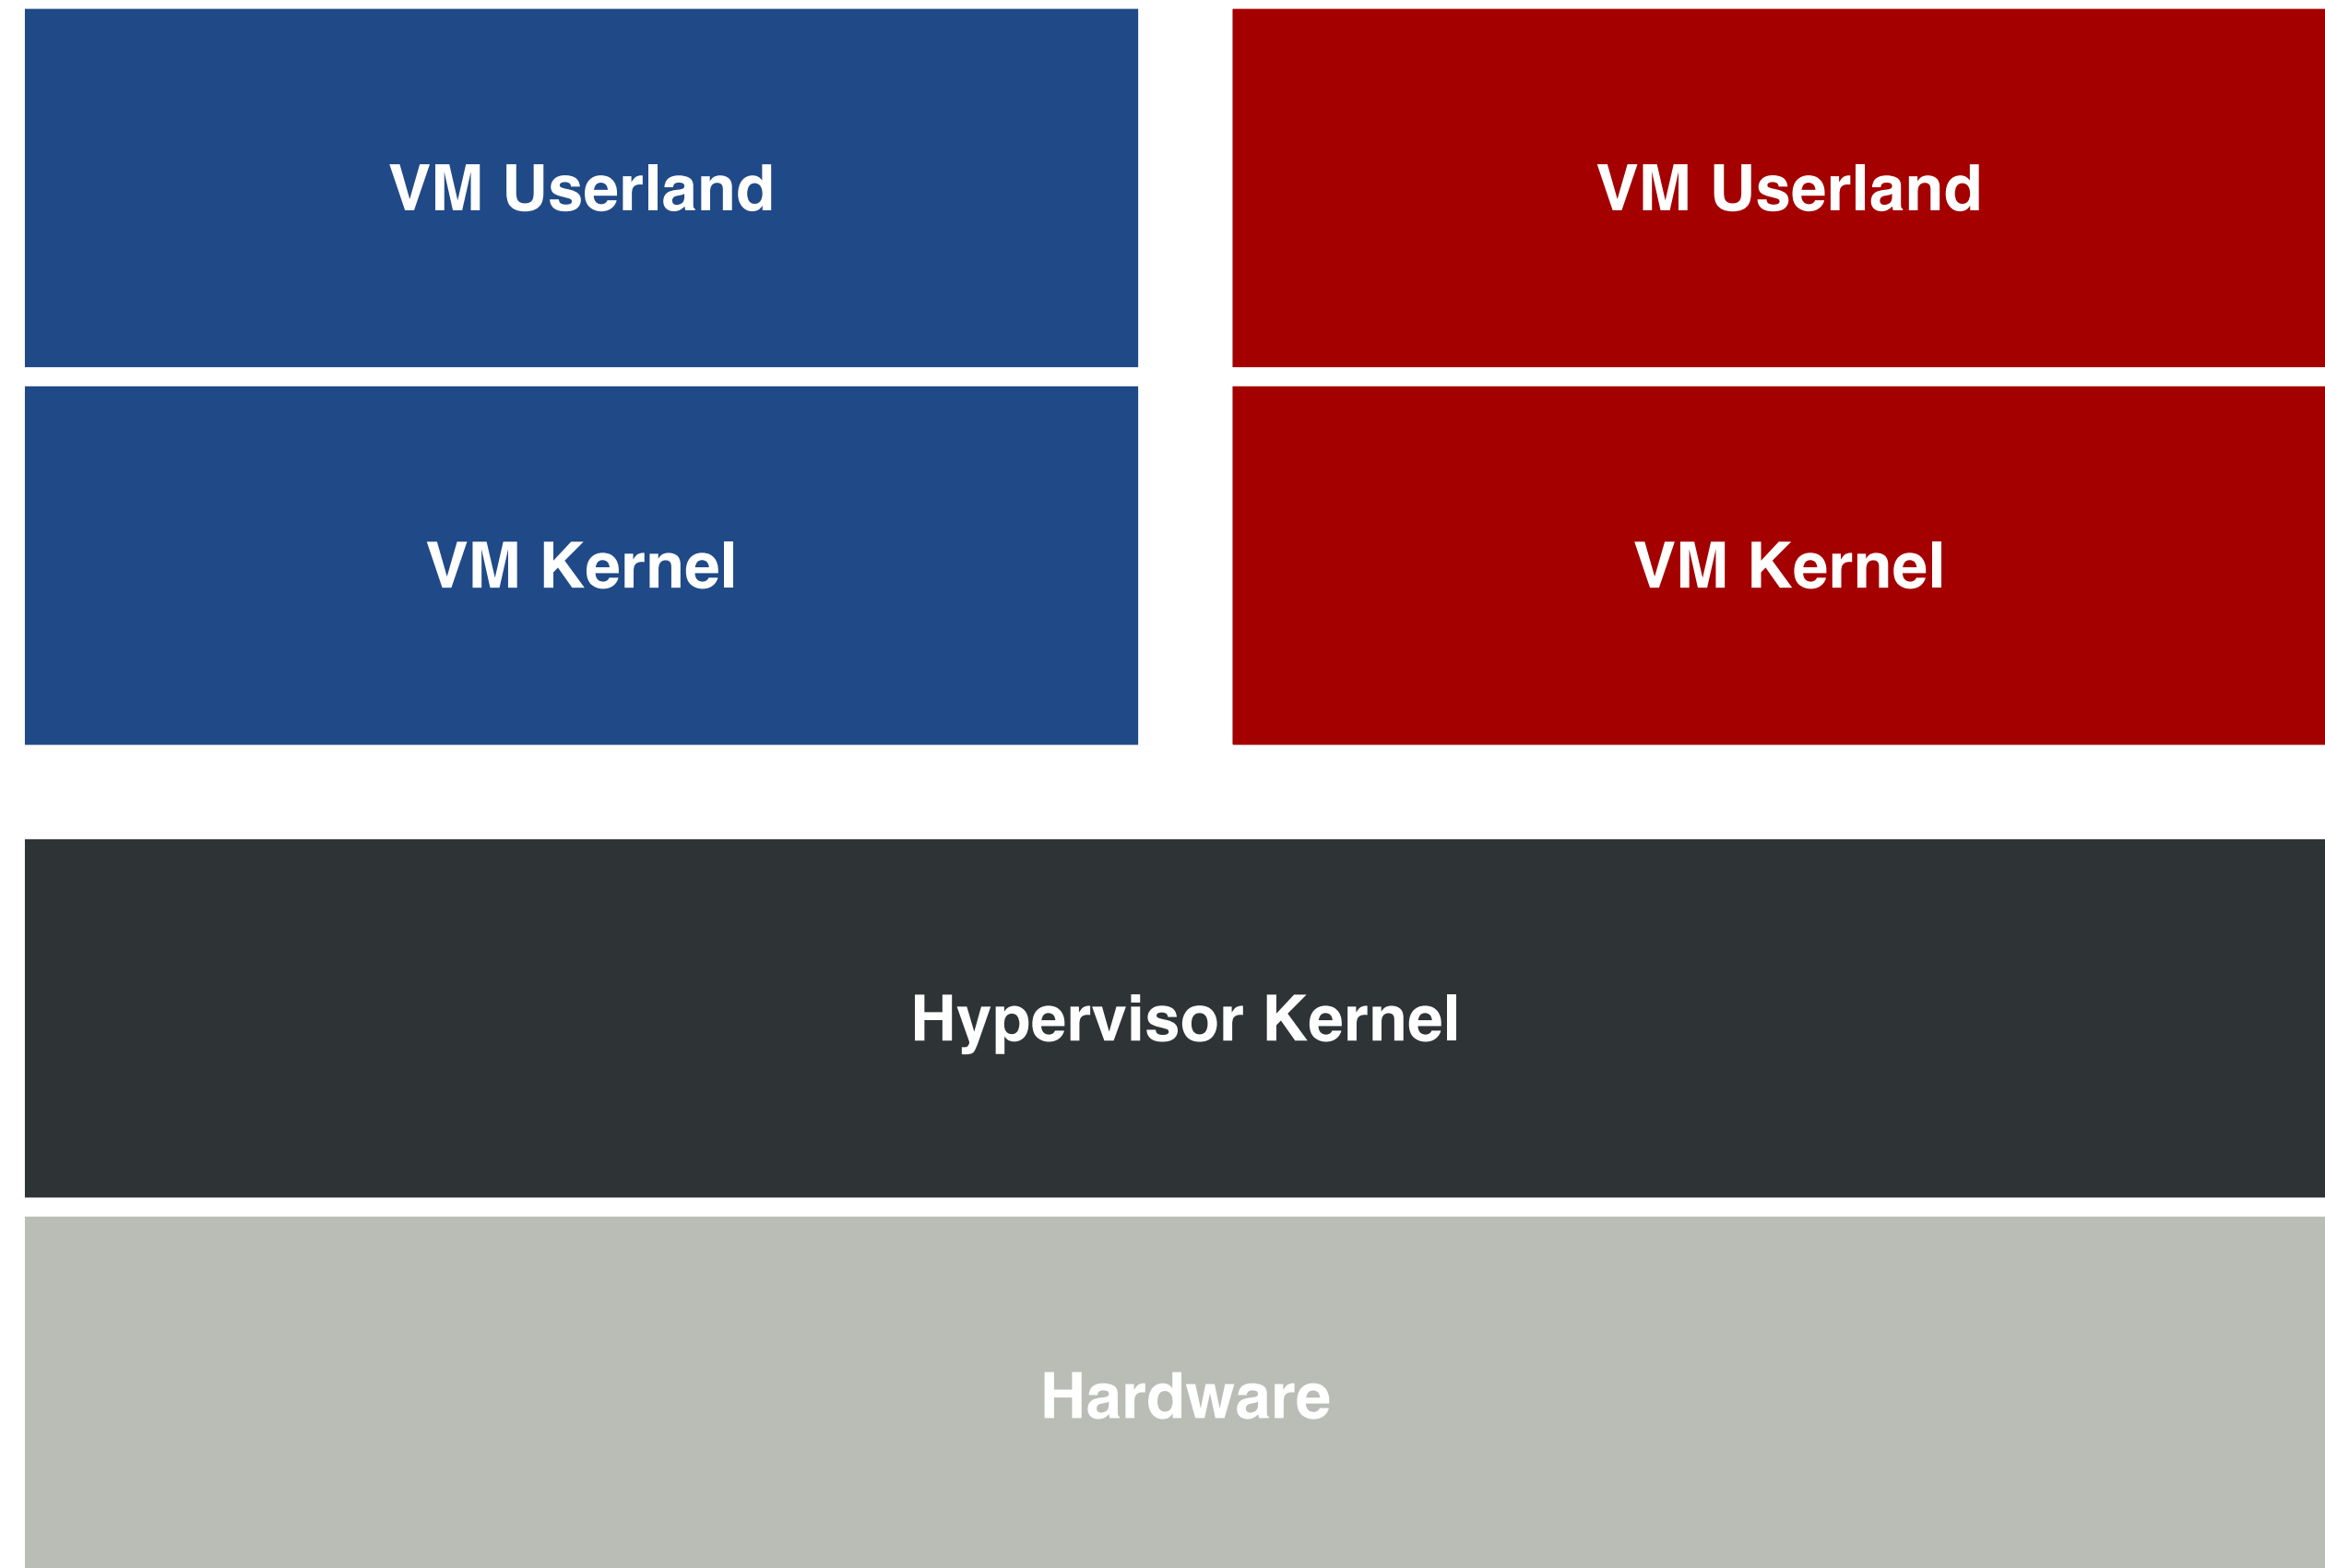 VM Userland
VM Userland
VM Kernel
VM Kernel
Hypervisor Kernel
Hardware